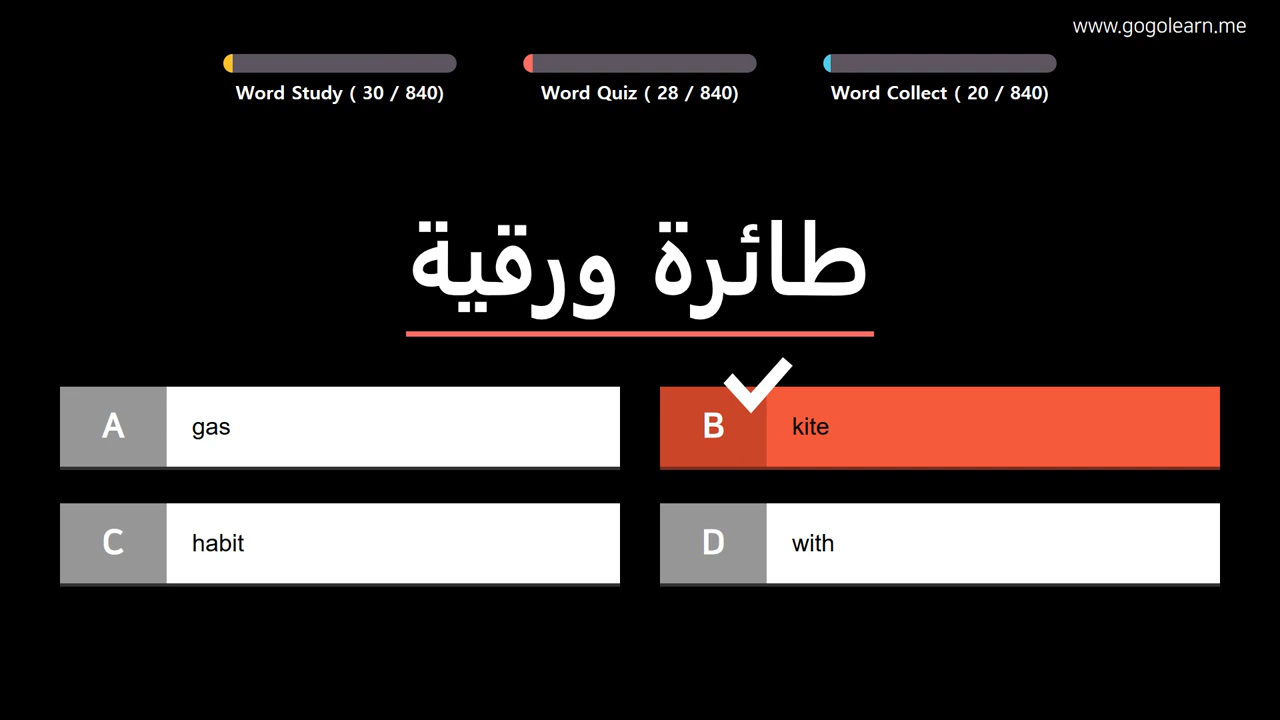 www.gogolearn.me
Word Study ( 30 / 840)
Word Quiz ( 28 / 840)
Word Collect ( 20 / 840)
طائرة ورقية
A gas
B kite
C habit
D with